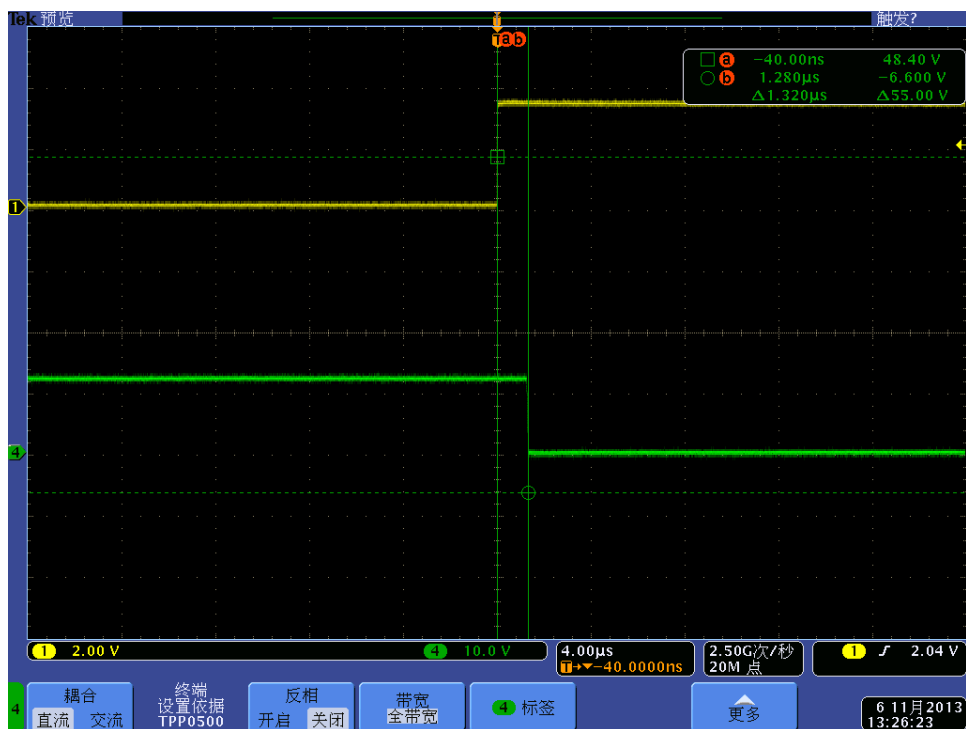 Tek 预览
触发?
T
T a b
a -40.00ns 48.40 V
b 1.280μs -6.600 V
Δ1.320μs Δ55.00 V
1
4
1 2.00 V 4 10.0 V
4.00μs
T→▼-40.0000ns
2.50G次/秒
20M 点
1 ʃ 2.04 V
4
耦合
直流 交流
终端
设置依据
TPP0500
反相
开启 关闭
带宽
全带宽
4 标签
更多
6 11月2013
13:26:23